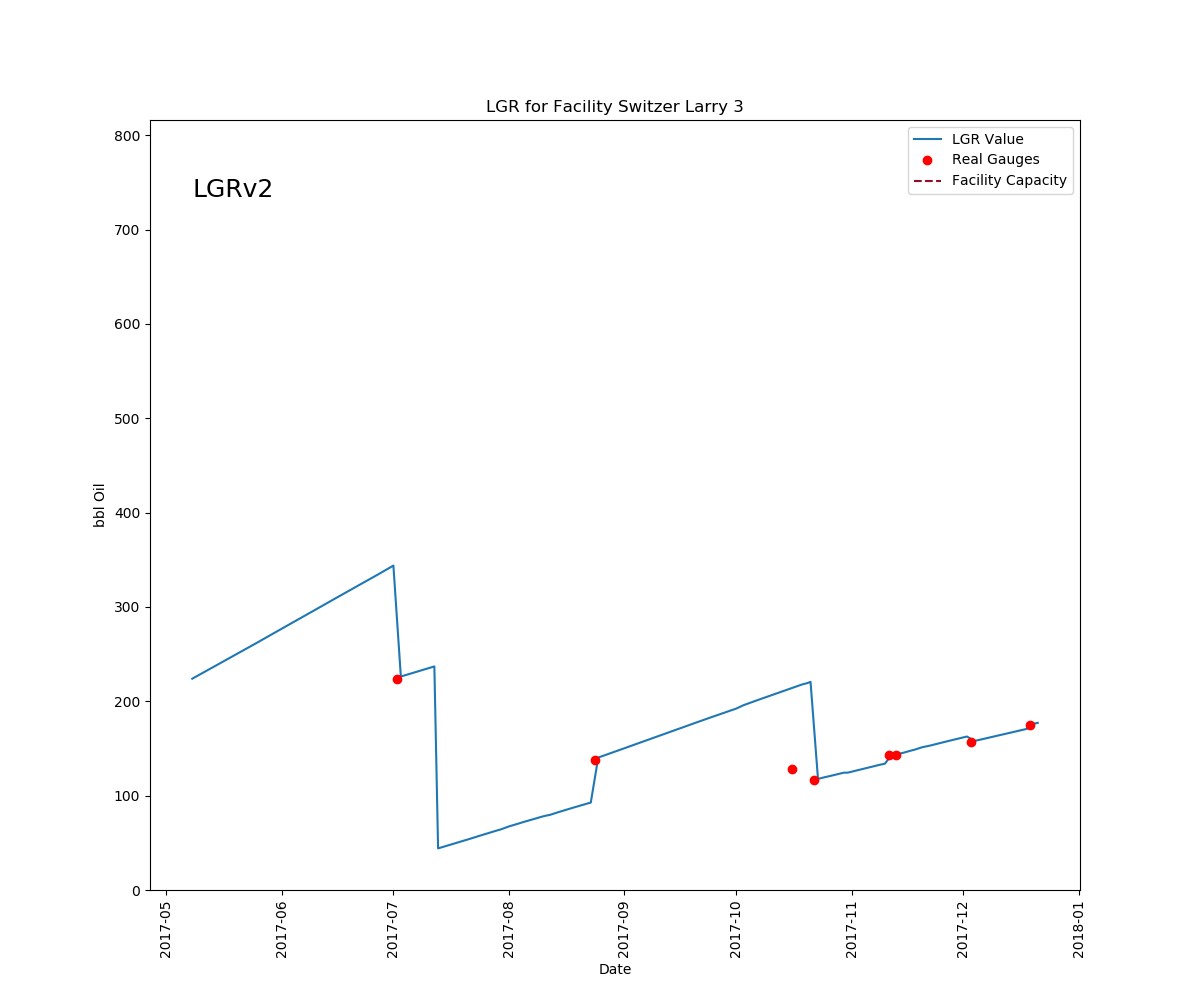 LGR for Facility Switzer Larry 3
LGRv2
LGR Value
Real Gauges
Facility Capacity
bbl Oil
800
700
600
500
400
300
200
100
0
2017-05
2017-06
2017-07
2017-08
2017-09
2017-10
2017-11
2017-12
2018-01
Date